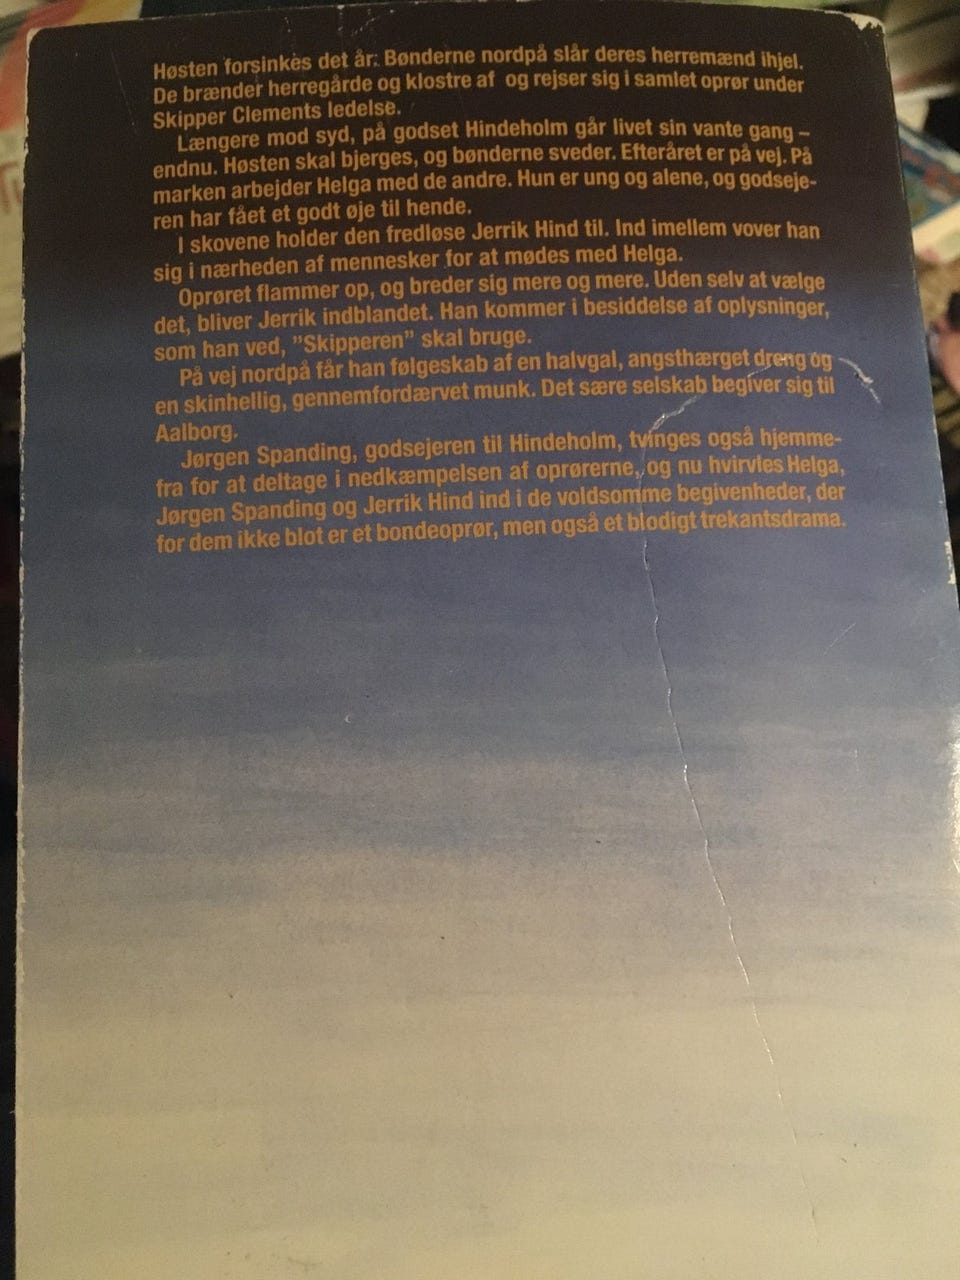 Høsten forsinkes det år. Bønderne nordpå slår deres herremænd ihjel.
De brænder herregårde og klostre af og rejser sig i samlet oprør under
Skipper Clements ledelse.
Længere mod syd, på godset Hindeholm går livet sin vante gang –
endnu. Høsten skal bjerges, og bønderne sveder. Efteråret er på vej. På
marken arbejder Helga med de andre. Hun er ung og alene, og godseje-
ren har fået et godt øje til hende.
I skovene holder den fredløse Jerrik Hind til. Ind imellem vover han
sig i nærheden af mennesker for at mødes med Helga.
Oprøret flammer op, og breder sig mere og mere. Uden selv at vælge
det, bliver Jerrik indblandet. Han kommer i besiddelse af oplysninger,
som han ved, ”Skipperen” skal bruge.
På vej nordpå får han følgeskab af en halvgal, angsthærget dreng og
en skinhellig, gennemfordærvet munk. Det sære selskab begiver sig til
Aalborg.
Jørgen Spanding, godsejeren til Hindeholm, tvinges også hjemme-
fra for at deltage i nedkæmpelsen af oprørerne, og nu hvirvles Helga,
Jørgen Spanding og Jerrik Hind ind i de voldsomme begivenheder, der
for dem ikke blot er et bondeoprør, men også et blodigt trekantsdrama.